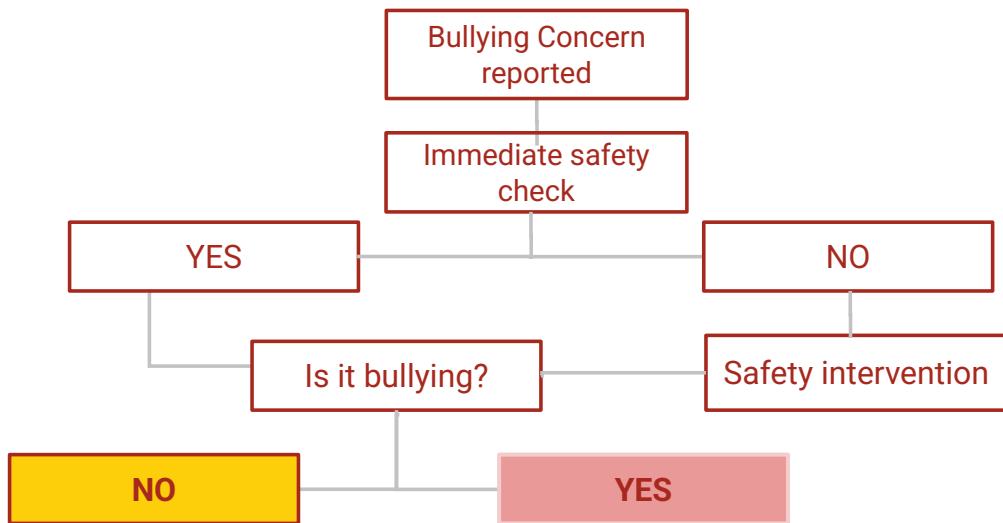 Bullying Concern
reported
Immediate safety
check
YES
NO
Is it bullying?
Safety intervention
NO
YES